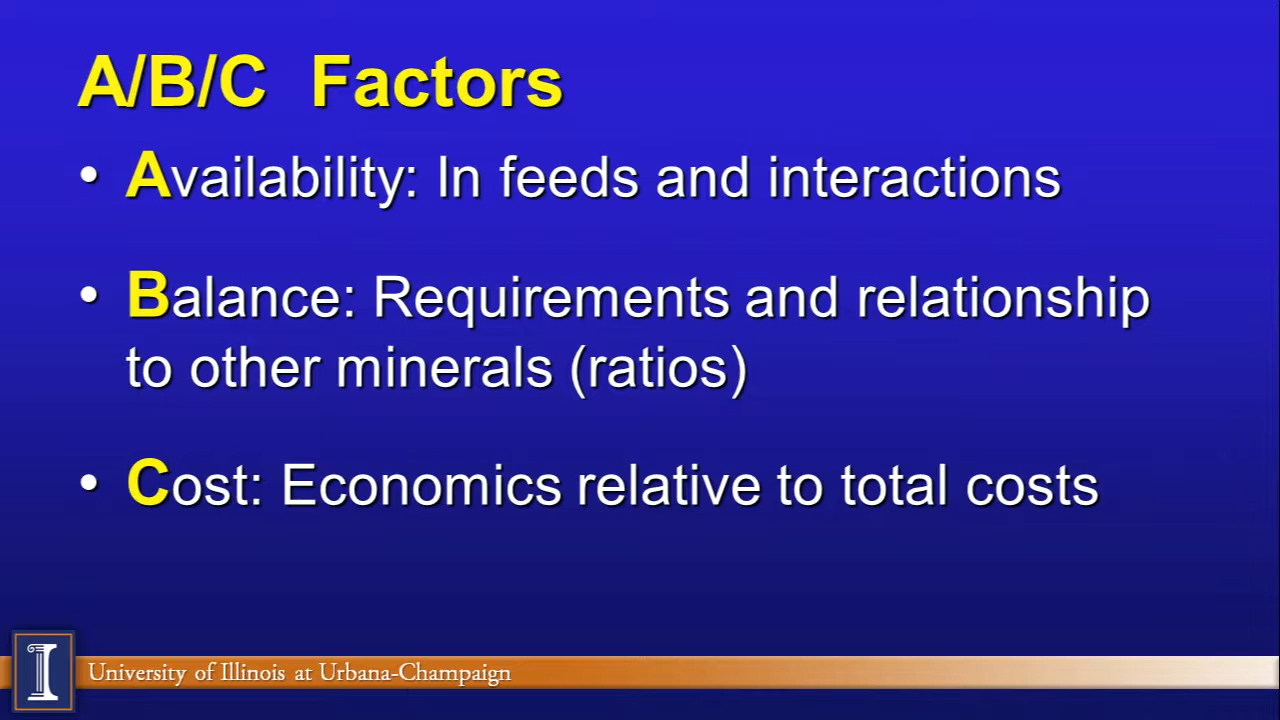 A/B/C Factors
• Availability: In feeds and interactions
• Balance: Requirements and relationship
to other minerals (ratios)
• Cost: Economics relative to total costs
I
University of Illinois at Urbana-Champaign